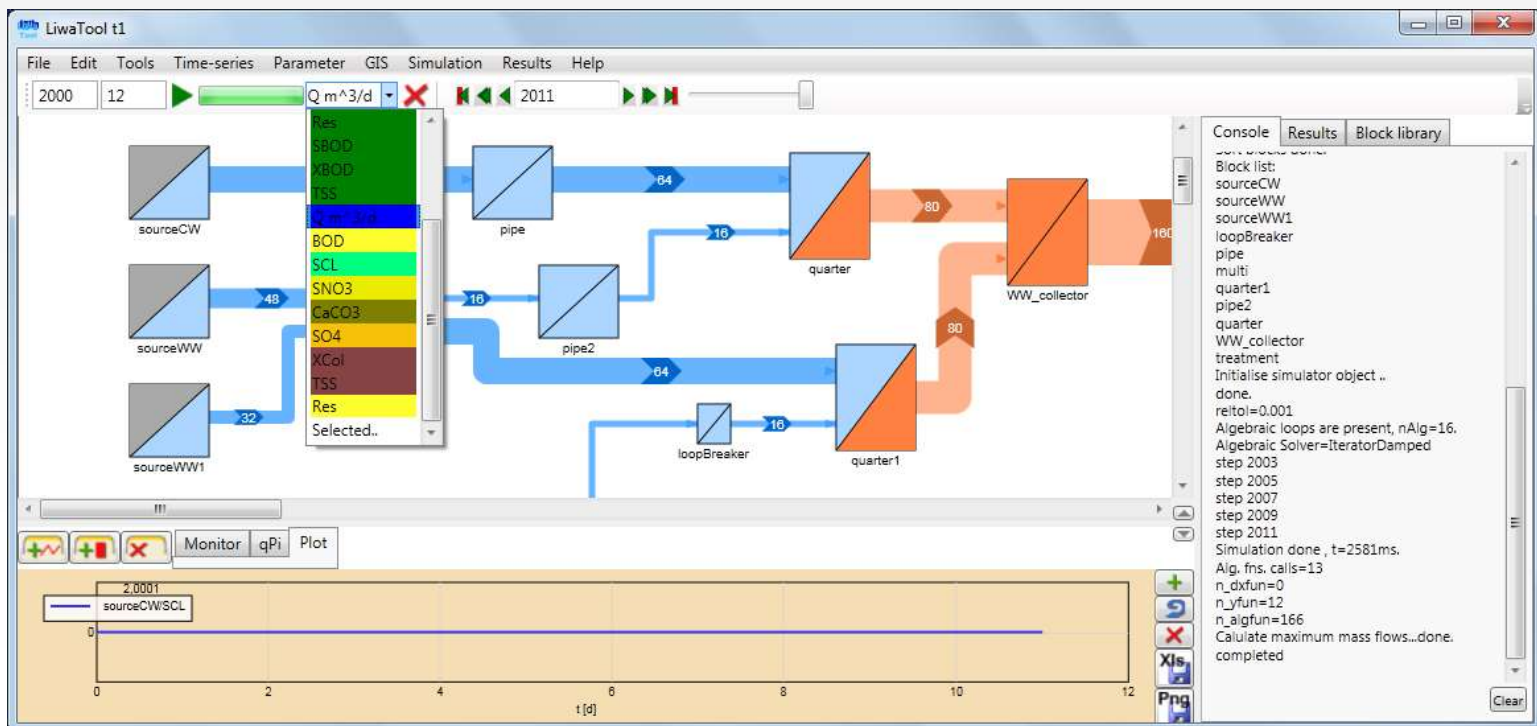 LiwaTool t1
File Edit Tools Time-series Parameter GIS Simulation Results Help
2000 12 Q m^3/d 2011
Res
SBOD
XBOD
TSS
Q m^3/d
BOD
SCL
SNO3
CaCO3
SO4
XCol
TSS
Res
Selected..
sourceCW
64
pipe
16
quarter
80
WW_collector
160
48
sourceWW
16
pipe2
80
64
32
sourceWW1
loopBreaker
16
quarter1
Console Results Block library
Sort blocks done.
Block list:
sourceCW
sourceWW
sourceWW1
loopBreaker
pipe
multi
quarter1
pipe2
quarter
WW_collector
treatment
Initialise simulator object ..
done.
reltol=0.001
Algebraic loops are present, nAlg=16.
Algebraic Solver=IteratorDamped
step 2003
step 2005
step 2007
step 2009
step 2011
Simulation done , t=2581ms.
Alg. fns. calls=13
n_dxfun=0
n_yfun=12
n_algfun=166
Calulate maximum mass flows...done.
completed
Clear
Monitor qPi Plot
2,0001
sourceCW/SCL
0
0 2 4 6 8 10 12
t [d]
Xls
Png